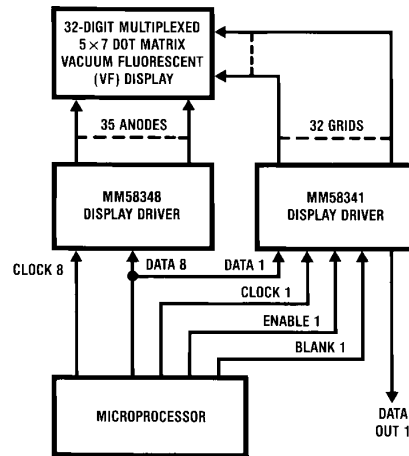 32-DIGIT MULTIPLEXED
5 × 7 DOT MATRIX
VACUUM FLUORESCENT
(VF) DISPLAY
35 ANODES
32 GRIDS
MM58348
DISPLAY DRIVER
MM58341
DISPLAY DRIVER
CLOCK 8
DATA 8
DATA 1
CLOCK 1
ENABLE 1
BLANK 1
MICROPROCESSOR
DATA
OUT 1